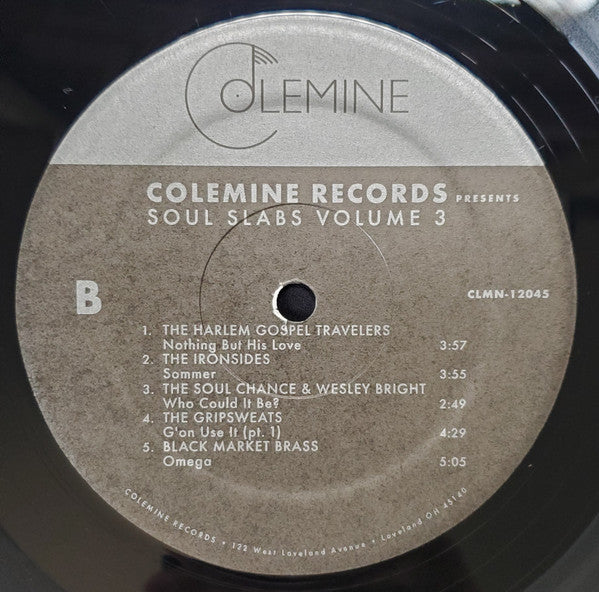 COLEMINE
COLEMINE RECORDS PRESENTS
SOUL SLABS VOLUME 3
B
CLMN-12045
1. THE HARLEM GOSPEL TRAVELERS
Nothing But His Love 3:57
2. THE IRONSIDES
Sommer 3:55
3. THE SOUL CHANCE & WESLEY BRIGHT
Who Could It Be? 2:49
4. THE GRIPSWEATS
G'on Use It (pt. 1) 4:29
5. BLACK MARKET BRASS
Omega 5:05
COLEMINE RECORDS • 122 West Loveland Avenue • Loveland OH 45140